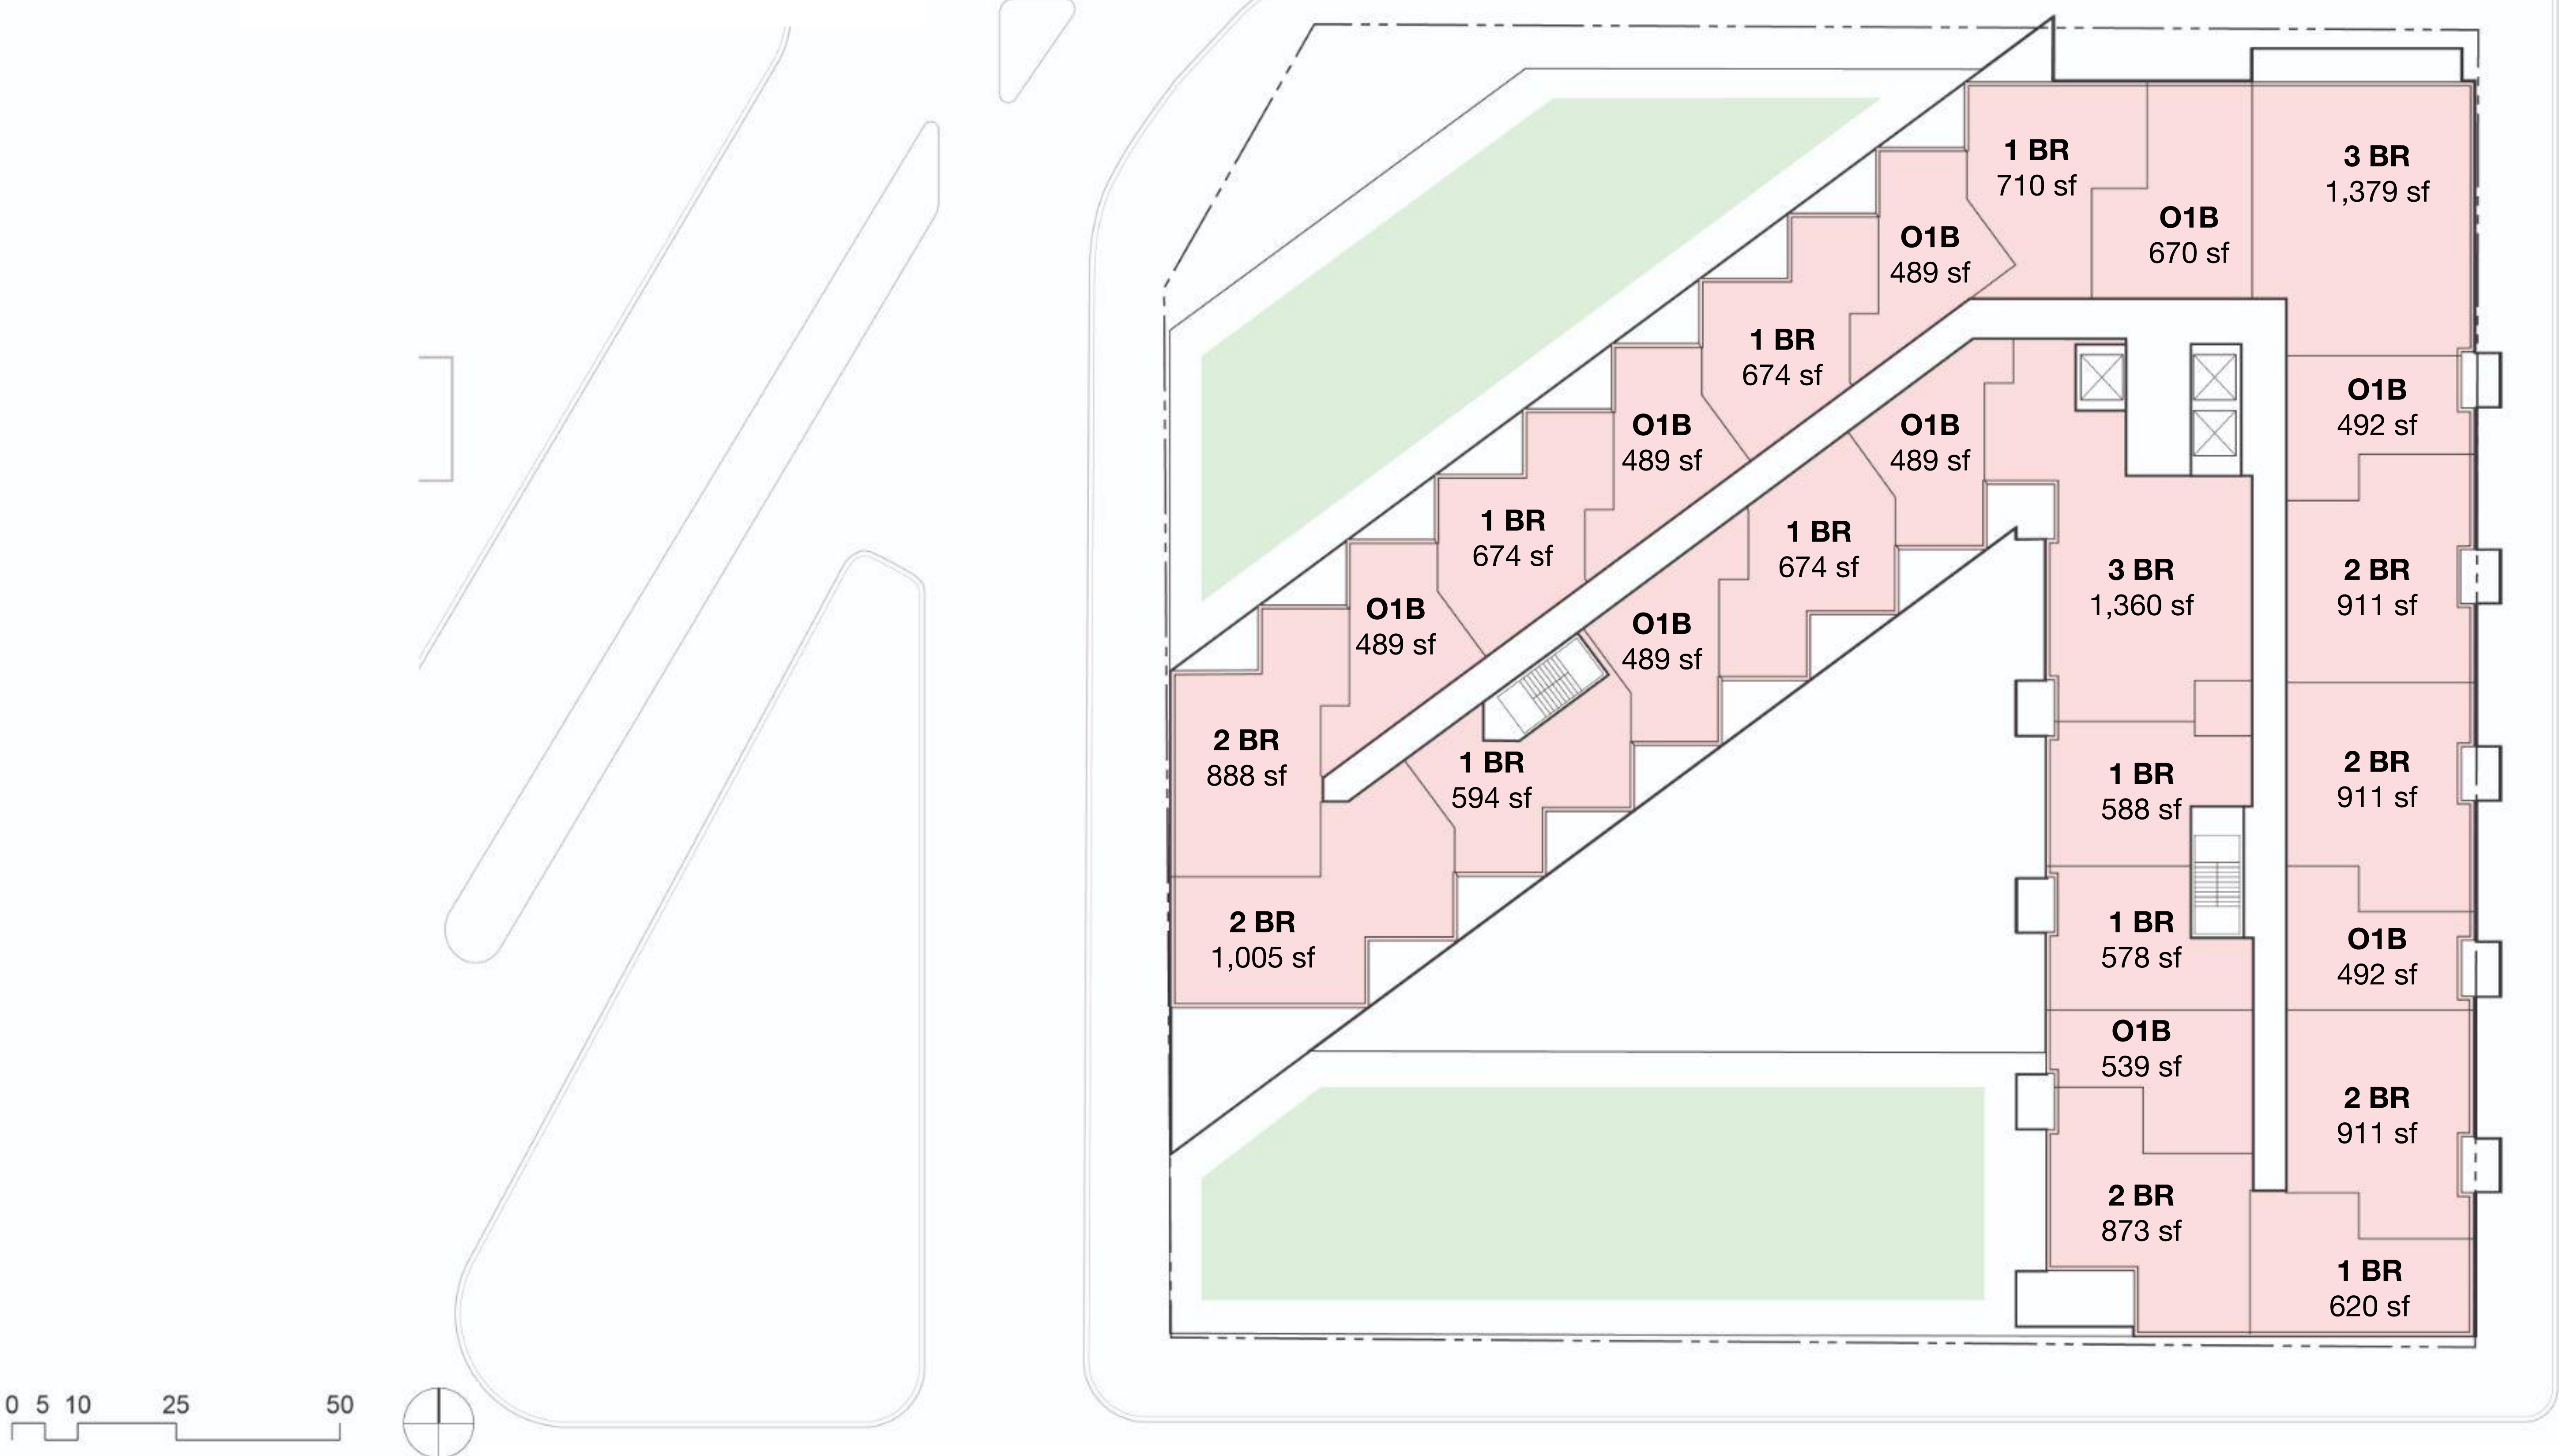 1 BR
710 sf
O1B
670 sf
3 BR
1,379 sf
O1B
489 sf
1 BR
674 sf
O1B
492 sf
O1B
489 sf
O1B
489 sf
1 BR
674 sf
1 BR
674 sf
3 BR
1,360 sf
2 BR
911 sf
O1B
489 sf
O1B
489 sf
2 BR
888 sf
1 BR
594 sf
1 BR
588 sf
2 BR
911 sf
2 BR
1,005 sf
1 BR
578 sf
O1B
492 sf
O1B
539 sf
2 BR
911 sf
2 BR
873 sf
1 BR
620 sf
0 5 10 25 50